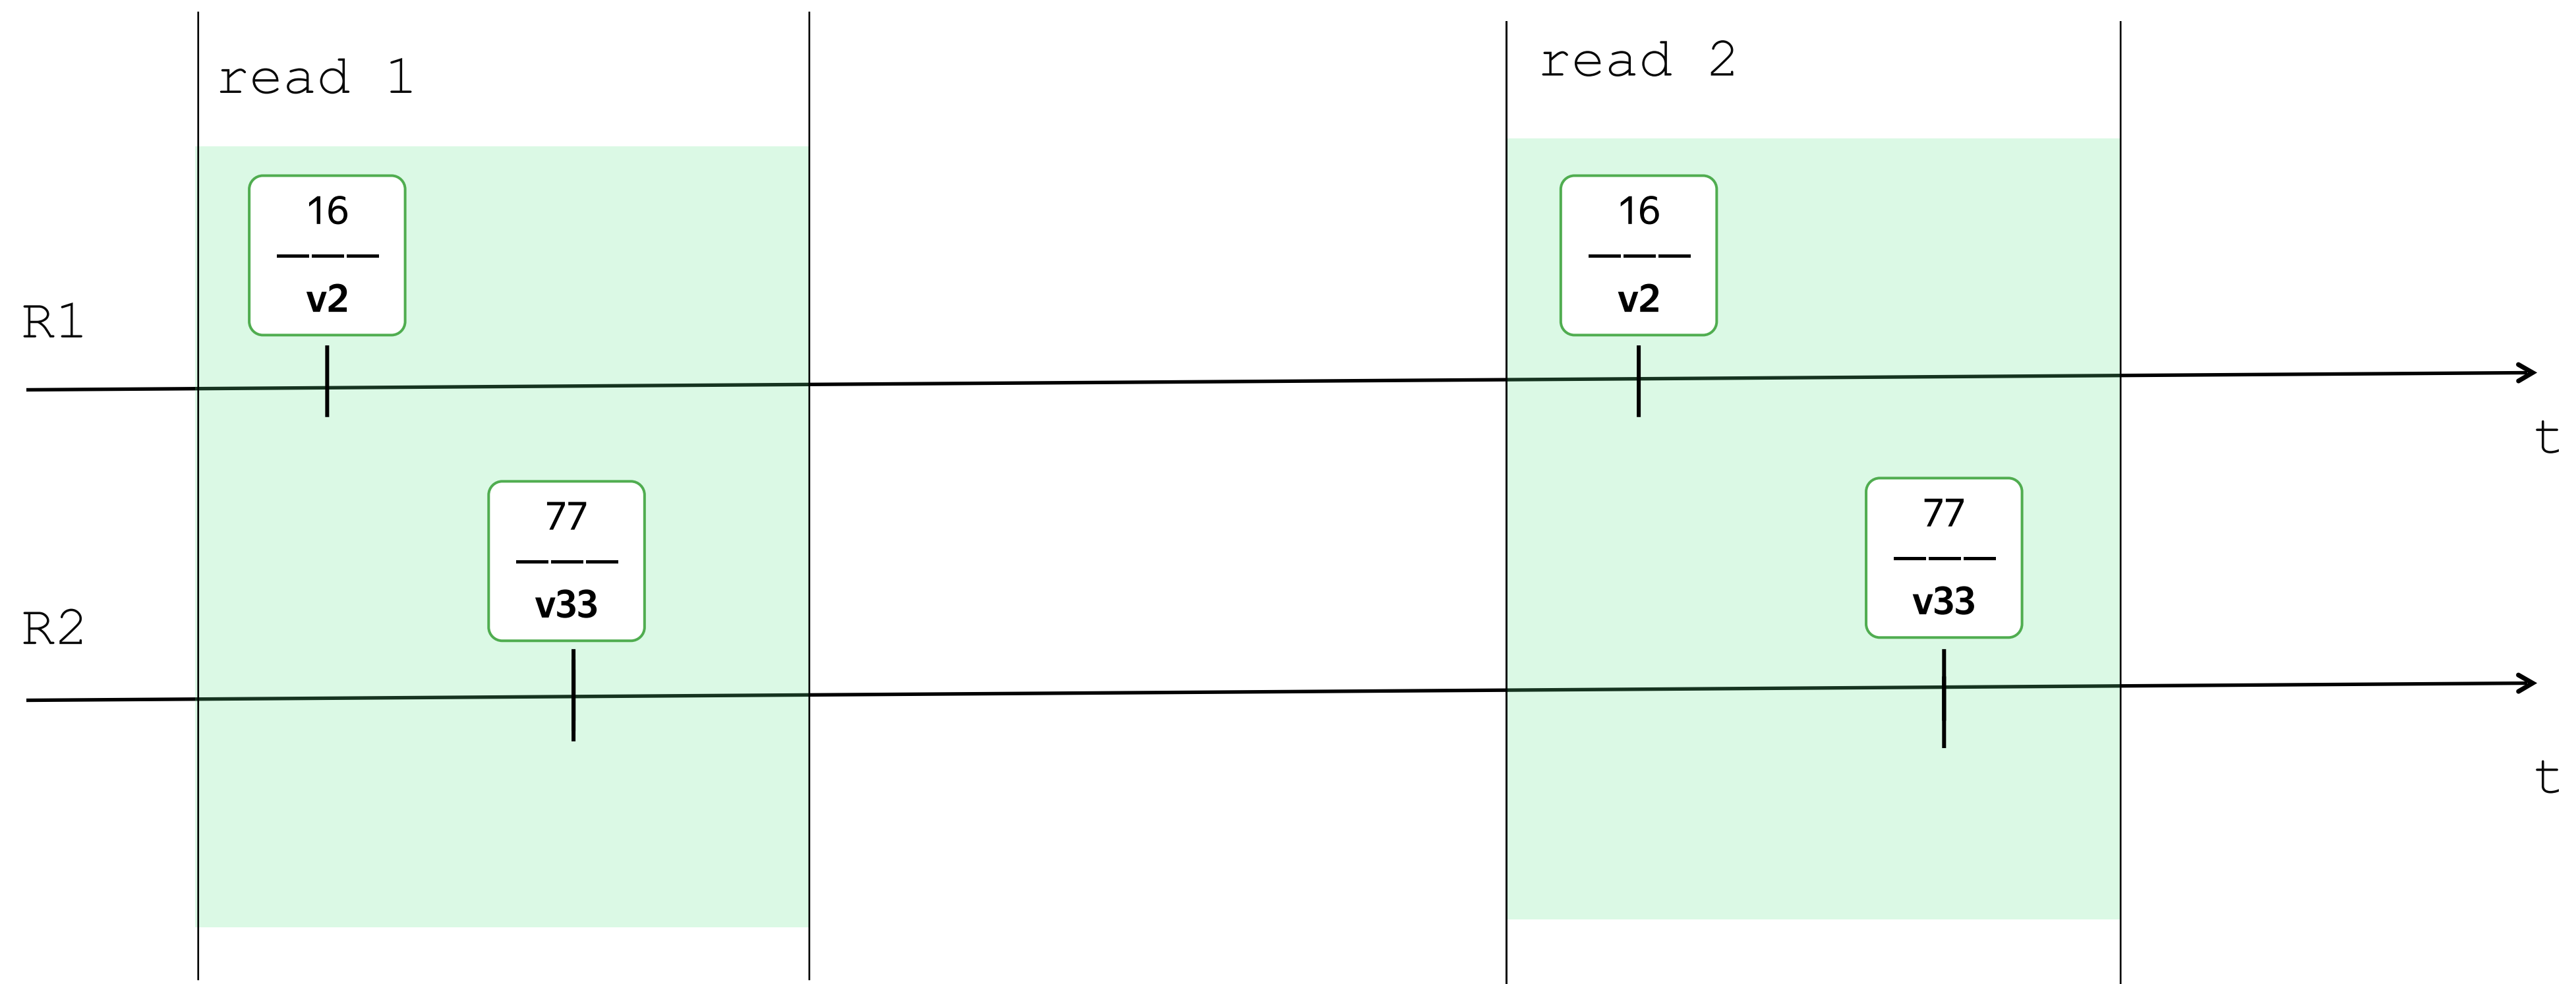 read 1
read 2
16
———
v2
16
———
v2
R1
t
77
———
v33
77
———
v33
R2
t